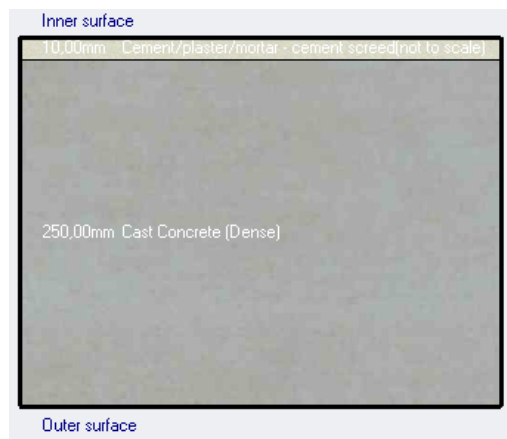 Inner surface
10,00mm Cement/plaster/mortar - cement screed(not to scale)
250,00mm Cast Concrete (Dense)
Outer surface